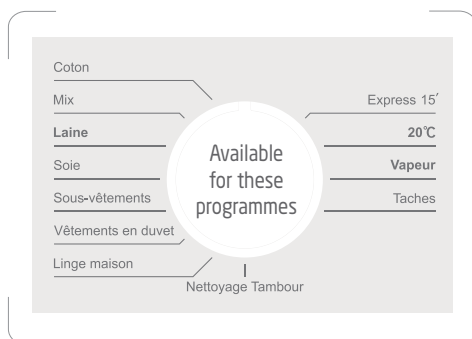 Coton
Mix
Laine
Soie
Sous-vêtements
Vêtements en duvet
Linge maison
Available
for these
programmes
Express 15′
20℃
Vapeur
Taches
Nettoyage Tambour